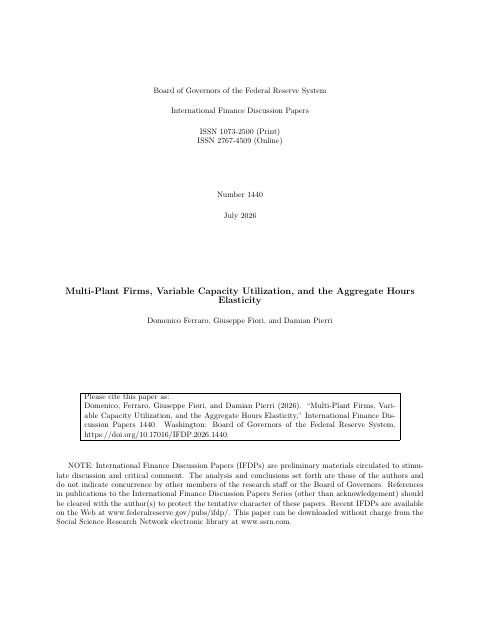 Board of Governors of the Federal Reserve System
International Finance Discussion Papers
ISSN 1073-2500 (Print)
ISSN 2767-4509 (Online)
Number 1440
July 2026
Multi-Plant Firms, Variable Capacity Utilization, and the Aggregate Hours
Elasticity
Domenico Ferraro, Giuseppe Fiori, and Damian Pierri
Please cite this paper as:
Domenico, Ferraro, Giuseppe Fiori, and Damian Pierri (2026). “Multi-Plant Firms, Vari-
able Capacity Utilization, and the Aggregate Hours Elasticity,” International Finance Dis-
cussion Papers 1440. Washington: Board of Governors of the Federal Reserve System,
https://doi.org/10.17016/IFDP.2026.1440.
NOTE: International Finance Discussion Papers (IFDPs) are preliminary materials circulated to stimu-
late discussion and critical comment. The analysis and conclusions set forth are those of the authors and
do not indicate concurrence by other members of the research staff or the Board of Governors. References
in publications to the International Finance Discussion Papers Series (other than acknowledgement) should
be cleared with the author(s) to protect the tentative character of these papers. Recent IFDPs are available
on the Web at www.federalreserve.gov/pubs/ifdp/. This paper can be downloaded without charge from the
Social Science Research Network electronic library at www.ssrn.com.